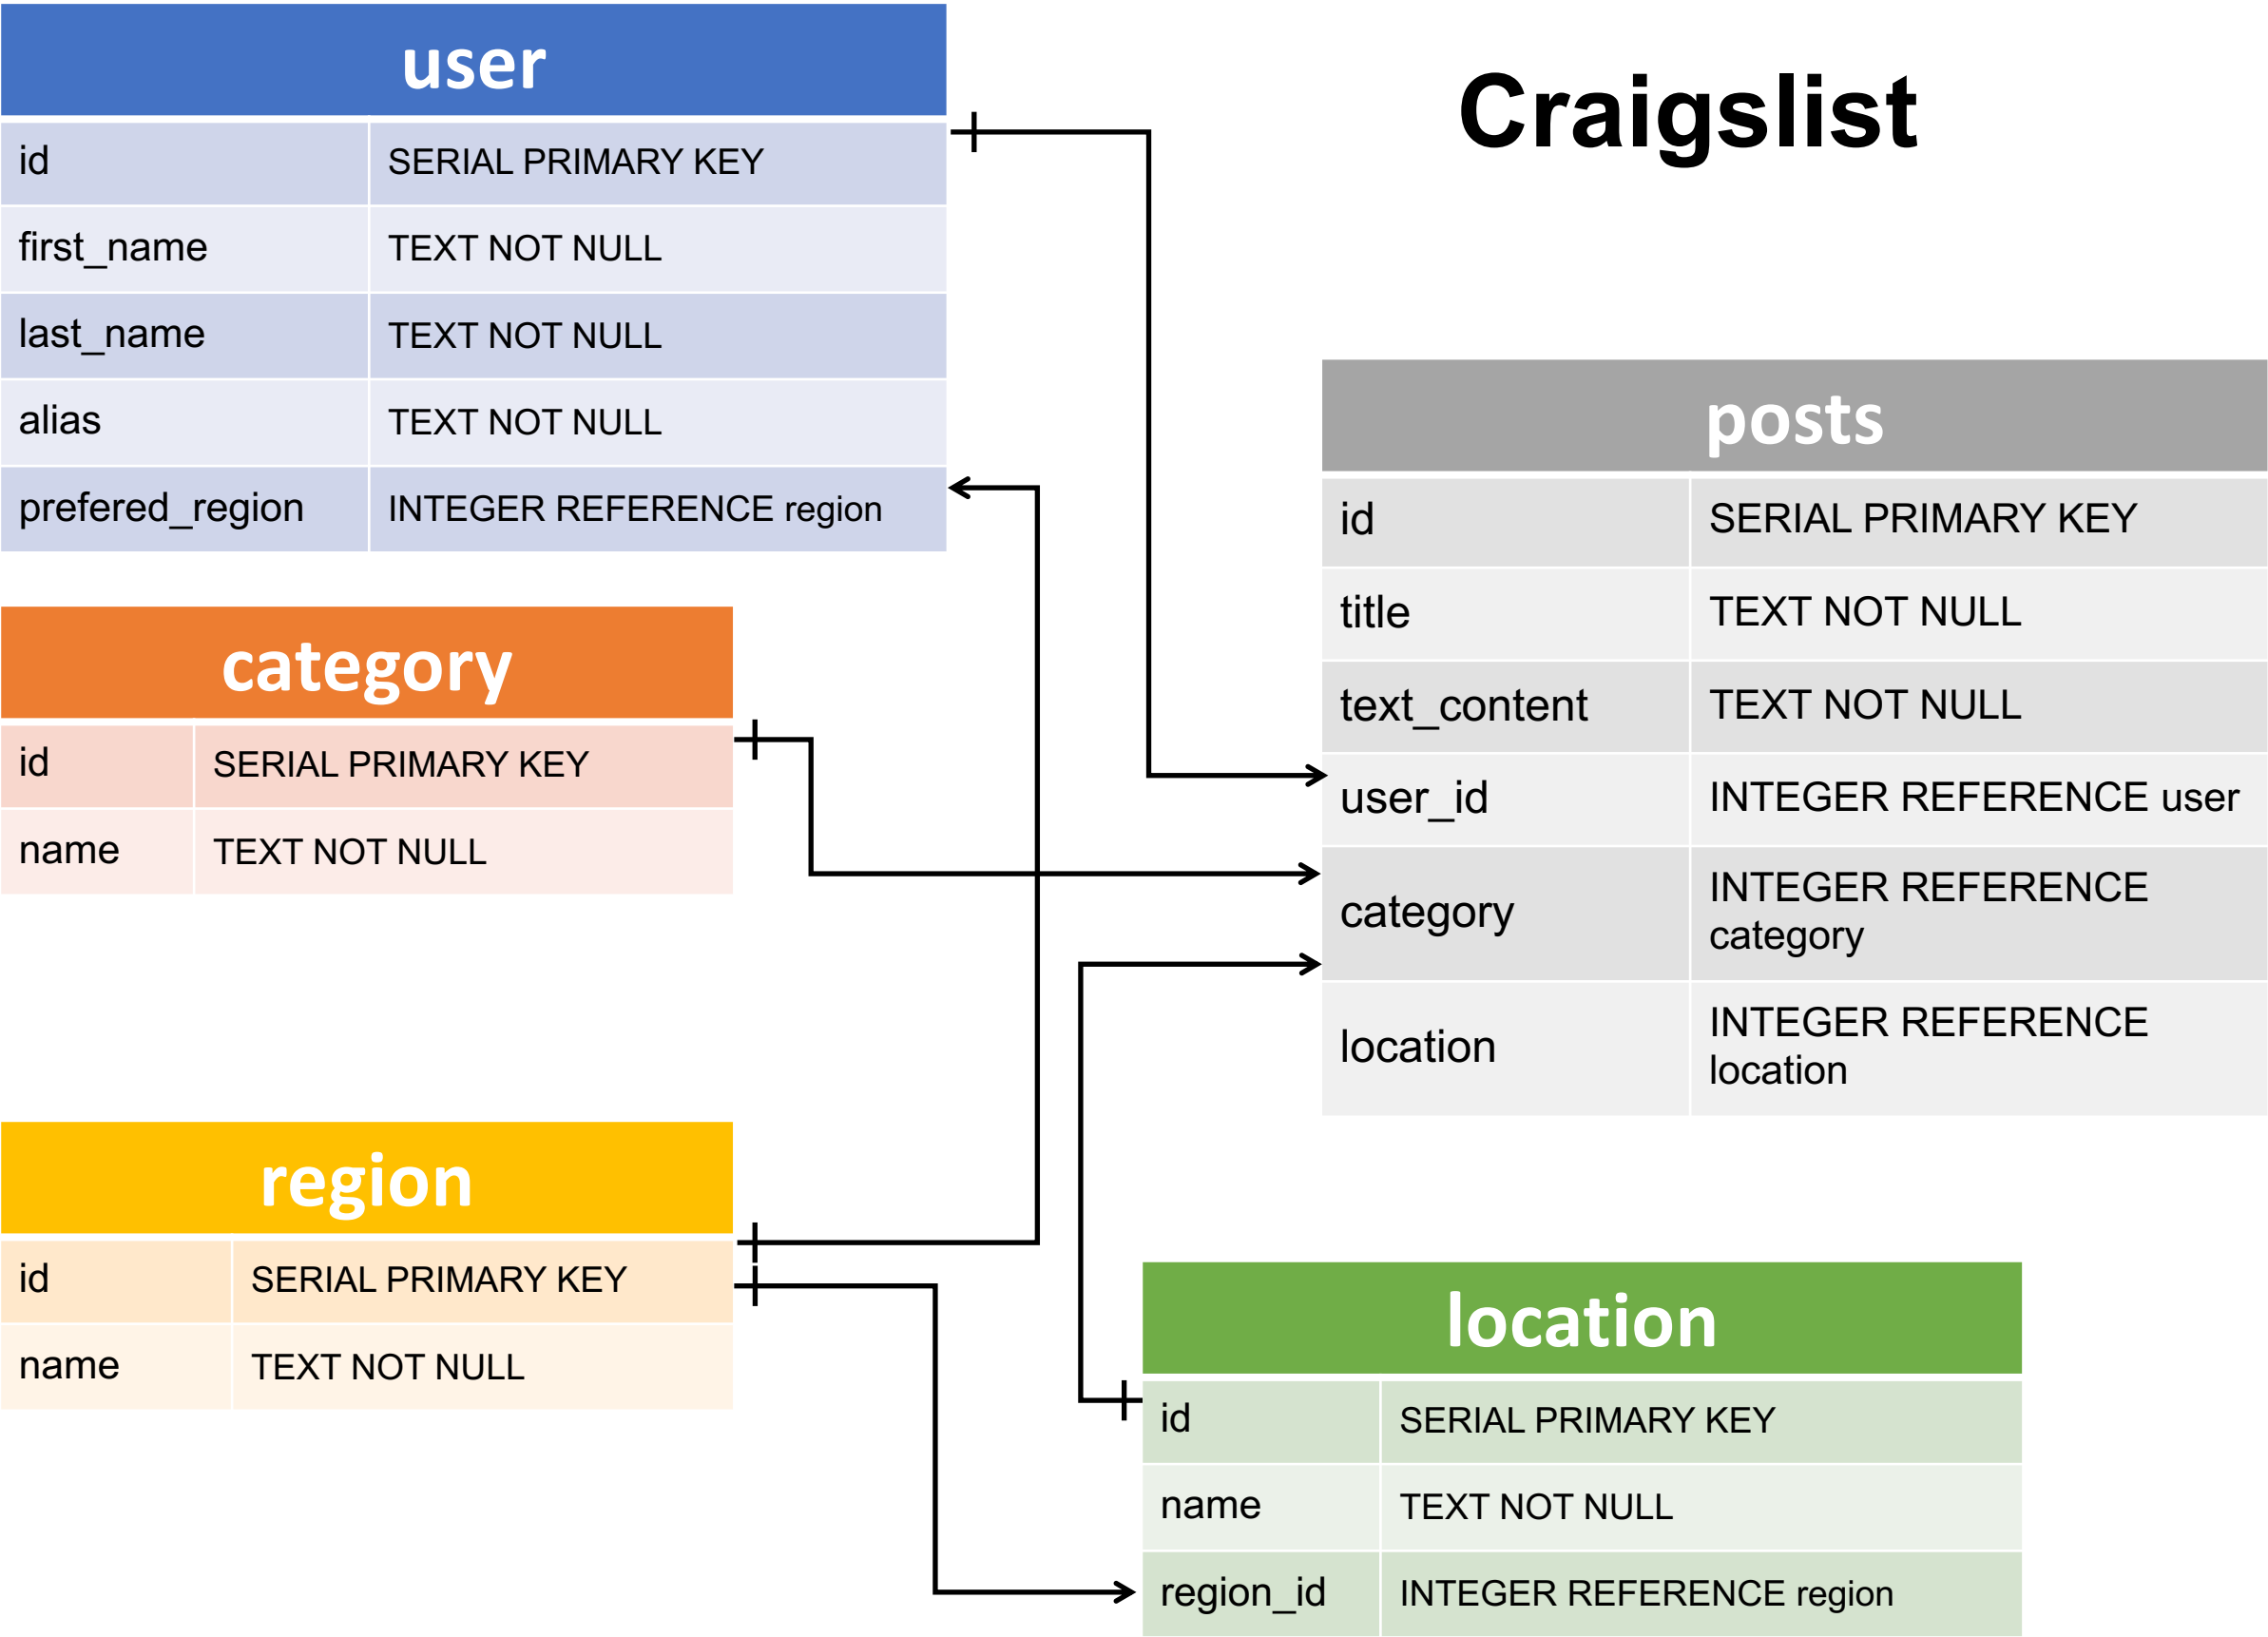 Craigslist
user
id SERIAL PRIMARY KEY
first_name TEXT NOT NULL
last_name TEXT NOT NULL
alias TEXT NOT NULL
prefered_region INTEGER REFERENCE region
category
id SERIAL PRIMARY KEY
name TEXT NOT NULL
region
id SERIAL PRIMARY KEY
name TEXT NOT NULL
posts
id SERIAL PRIMARY KEY
title TEXT NOT NULL
text_content TEXT NOT NULL
user_id INTEGER REFERENCE user
category INTEGER REFERENCE
category
location INTEGER REFERENCE
location
location
id SERIAL PRIMARY KEY
name TEXT NOT NULL
region_id INTEGER REFERENCE region